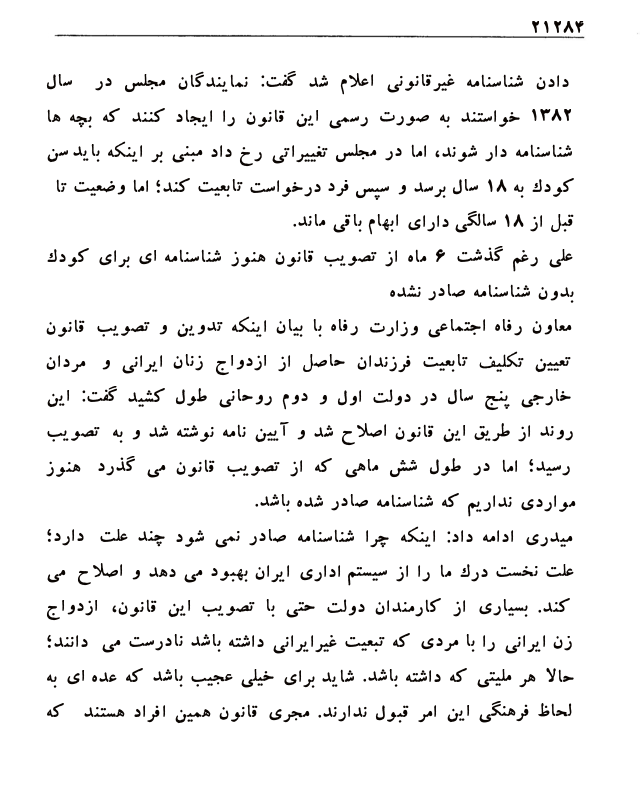 ۲۱۲۸۴
دادن شناسنامه غیرقانونی اعلام شد گفت: نمایندگان مجلس در سال
۱۳۸۲ خواستند به صورت رسمی این قانون را ایجاد کنند که بچه ها
شناسنامه دار شوند، اما در مجلس تغییراتی رخ داد مبنی بر اینکه باید سن
کودك به ۱۸ سال برسد و سپس فرد درخواست تابعیت کند؛ اما وضعیت تا
قبل از ۱۸ سالگی دارای ابهام باقی ماند.
علی رغم گذشت ۶ ماه از تصویب قانون هنوز شناسنامه ای برای کودك
بدون شناسنامه صادر نشده
معاون رفاه اجتماعی وزارت رفاه با بیان اینکه تدوین و تصویب قانون
تعیین تکلیف تابعیت فرزندان حاصل از ازدواج زنان ایرانی و مردان
خارجی پنج سال در دولت اول و دوم روحانی طول کشید گفت: این
روند از طریق این قانون اصلاح شد و آیین نامه نوشته شد و به تصویب
رسید؛ اما در طول شش ماهی که از تصویب قانون می گذرد هنوز
مواردی نداریم که شناسنامه صادر شده باشد.
میدری ادامه داد: اینکه چرا شناسنامه صادر نمی شود چند علت دارد؛
علت نخست درك ما را از سیستم اداری ایران بهبود می دهد و اصلاح می
کند. بسیاری از کارمندان دولت حتی با تصویب این قانون، ازدواج
زن ایرانی را با مردی که تبعیت غیرایرانی داشته باشد نادرست می دانند؛
حالا هر ملیتی که داشته باشد. شاید برای خیلی عجیب باشد که عده ای به
لحاظ فرهنگی این امر قبول ندارند. مجری قانون همین افراد هستند که